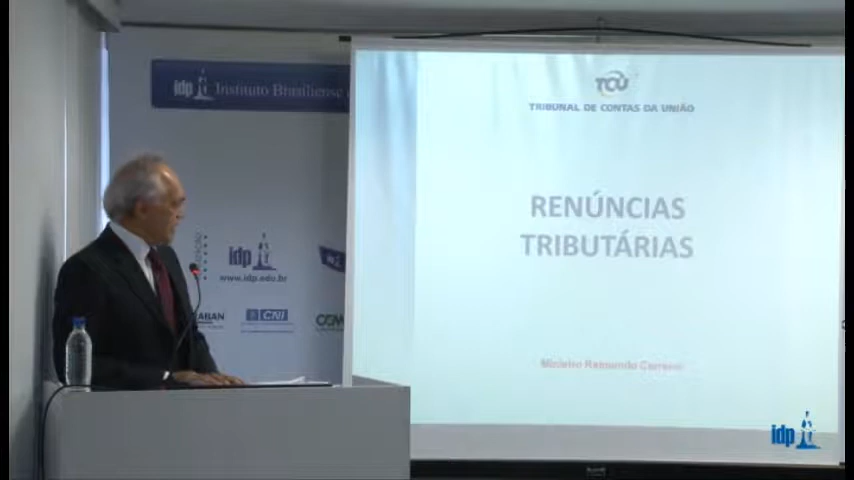 idp Instituto Brasiliense
TCU
TRIBUNAL DE CONTAS DA UNIÃO
RENÚNCIAS
TRIBUTÁRIAS
Ministro Raimundo Carreiro
idp
www.idp.edu.br
CNI
idp